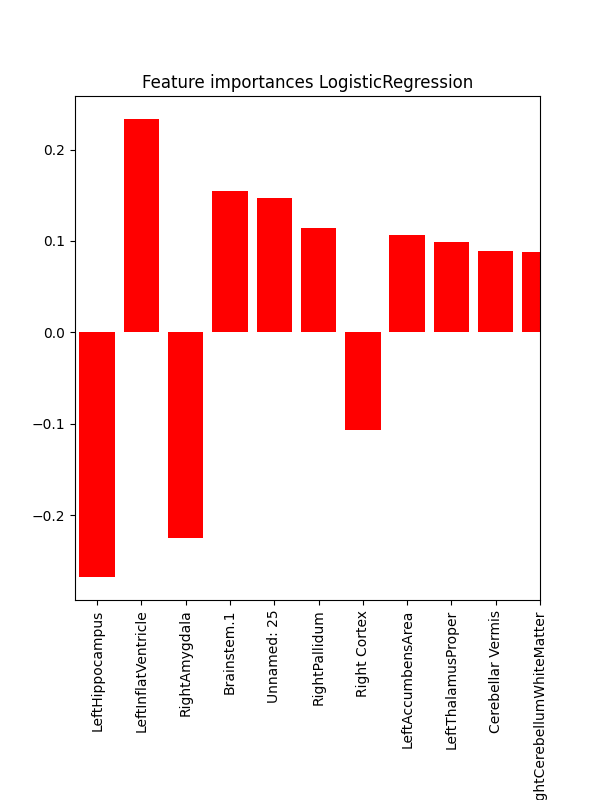 Feature importances LogisticRegression
0.2
0.1
0.0
−0.1
−0.2
LeftHippocampus
LeftInflatVentricle
RightAmygdala
Brainstem.1
Unnamed: 25
RightPallidum
Right Cortex
LeftAccumbensArea
LeftThalamusProper
Cerebellar Vermis
ghtCerebellumWhiteMatter